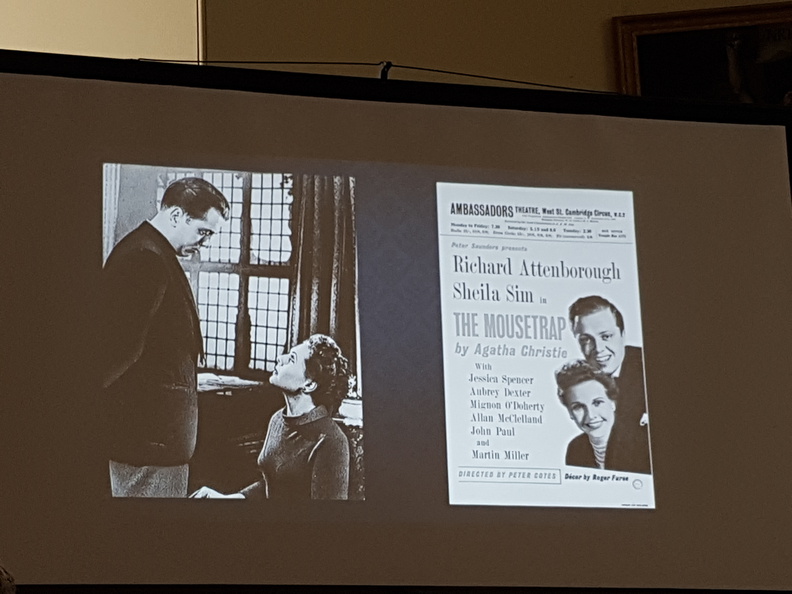 AMBASSADORS THEATRE, West St. Cambridge Circus, W.C.2
Monday to Friday: 7.30 Saturday: 5.15 and 8.0 Tuesday: 2.30
Peter Saunders presents
Richard Attenborough
Sheila Sim in
THE MOUSETRAP
by Agatha Christie
With
Jessica Spencer
Aubrey Dexter
Mignon O'Doherty
Allan McClelland
John Paul
and
Martin Miller
DIRECTED BY PETER COTES Décor by Roger Furse